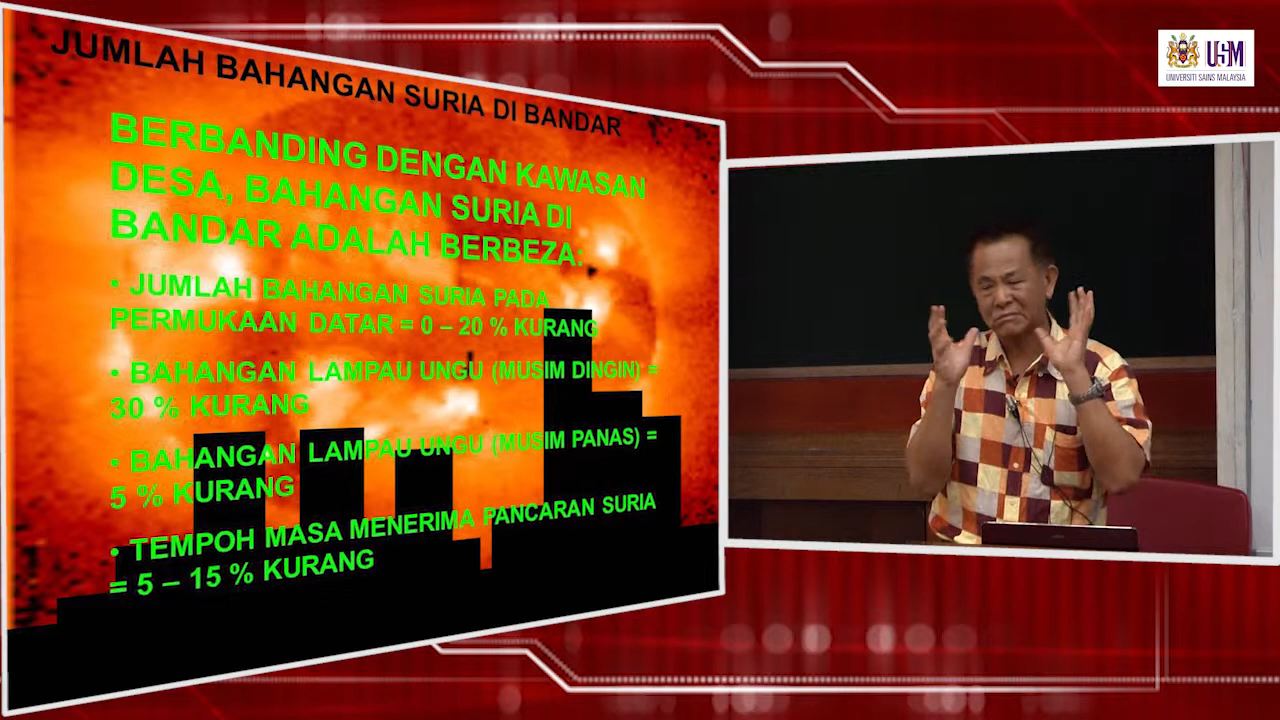 JUMLAH BAHANGAN SURIA DI BANDAR
BERBANDING DENGAN KAWASAN
DESA, BAHANGAN SURIA DI
BANDAR ADALAH BERBEZA:
• JUMLAH BAHANGAN SURIA PADA
PERMUKAAN DATAR = 0 – 20 % KURANG
• BAHANGAN LAMPAU UNGU (MUSIM DINGIN) =
30 % KURANG
• BAHANGAN LAMPAU UNGU (MUSIM PANAS) =
5 % KURANG
• TEMPOH MASA MENERIMA PANCARAN SURIA
= 5 – 15 % KURANG
USM
UNIVERSITI SAINS MALAYSIA